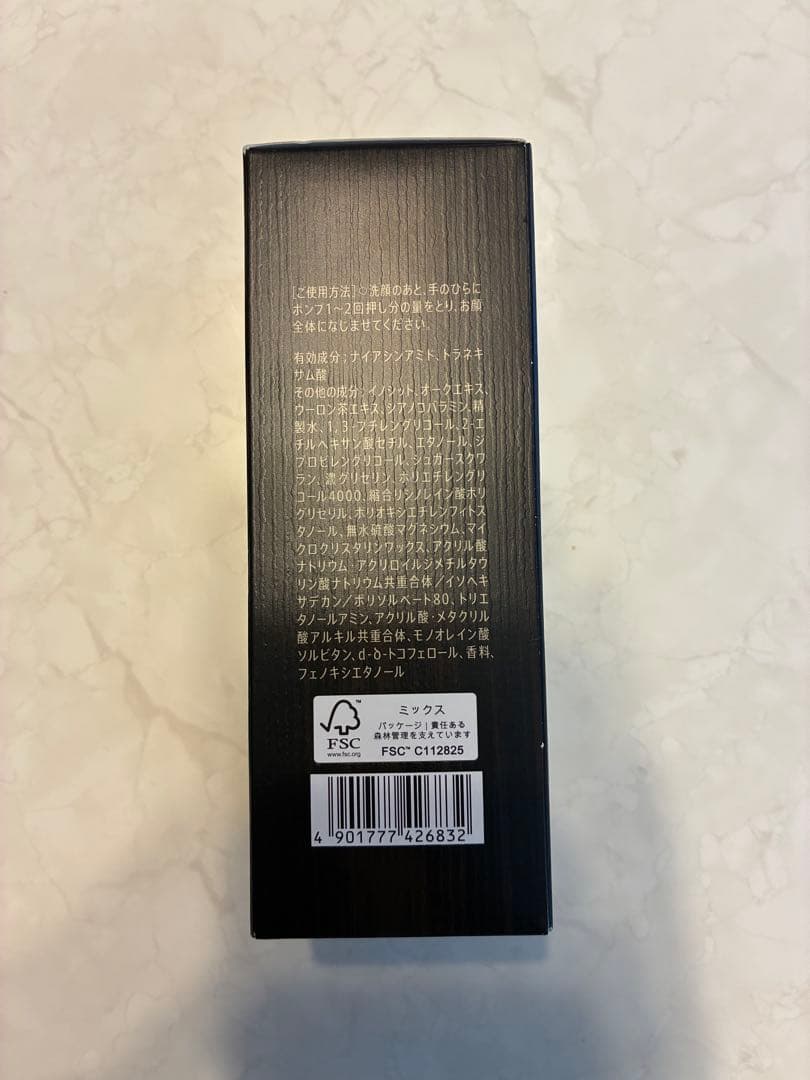 [ご使用方法]○洗顔のあと、手のひらに
ポンプ1〜2回押し分の量をとり、お顔
全体になじませてください。
有効成分:ナイアシンアミド、トラネキ
サム酸
その他の成分:イノシット、オークエキス、
ウーロン茶エキス、シアノコバラミン、精
製水、1,3-ブチレングリコール、2-エ
チルヘキサン酸セチル、エタノール、ジ
プロピレングリコール、シュガースクワ
ラン、濃グリセリン、ポリエチレングリ
コール4000、縮合リシノレイン酸ポリ
グリセリル、ポリオキシエチレンフィトス
タノール、無水硫酸マグネシウム、マイ
クロクリスタリンワックス、アクリル酸
ナトリウム・アクリロイルジメチルタウ
リン酸ナトリウム共重合体/イソヘキ
サデカン/ポリソルベート80、トリエ
タノールアミン、アクリル酸・メタクリル
酸アルキル共重合体、モノオレイン酸
ソルビタン、d-δ-トコフェロール、香料、
フェノキシエタノール
FSC
www.fsc.org
ミックス
パッケージ|責任ある
森林管理を支えています
FSC™ C112825
4 901777 426832